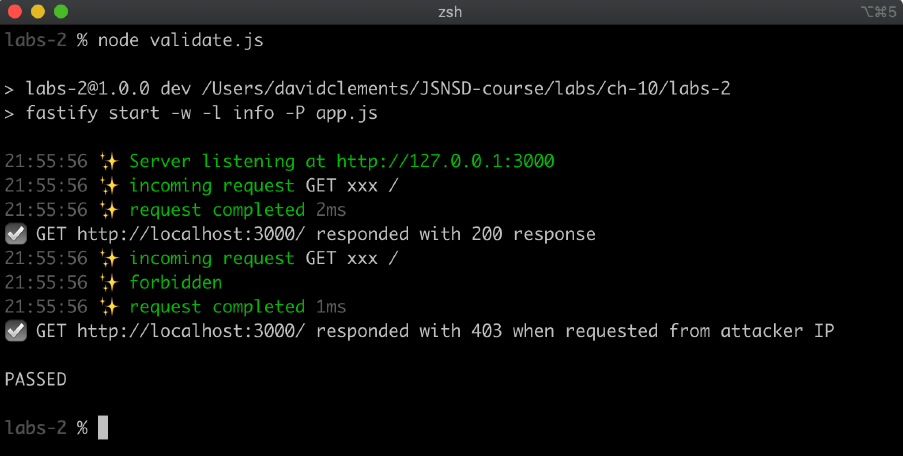 zsh
⌥⌘5
labs-2 % node validate.js
> labs-2@1.0.0 dev /Users/davidclements/JSNSD-course/labs/ch-10/labs-2
> fastify start -w -l info -P app.js
21:55:56 ✨ Server listening at http://127.0.0.1:3000
21:55:56 ✨ incoming request GET xxx /
21:55:56 ✨ request completed 2ms
☑️ GET http://localhost:3000/ responded with 200 response
21:55:56 ✨ incoming request GET xxx /
21:55:56 ✨ forbidden
21:55:56 ✨ request completed 1ms
☑️ GET http://localhost:3000/ responded with 403 when requested from attacker IP
PASSED
labs-2 %